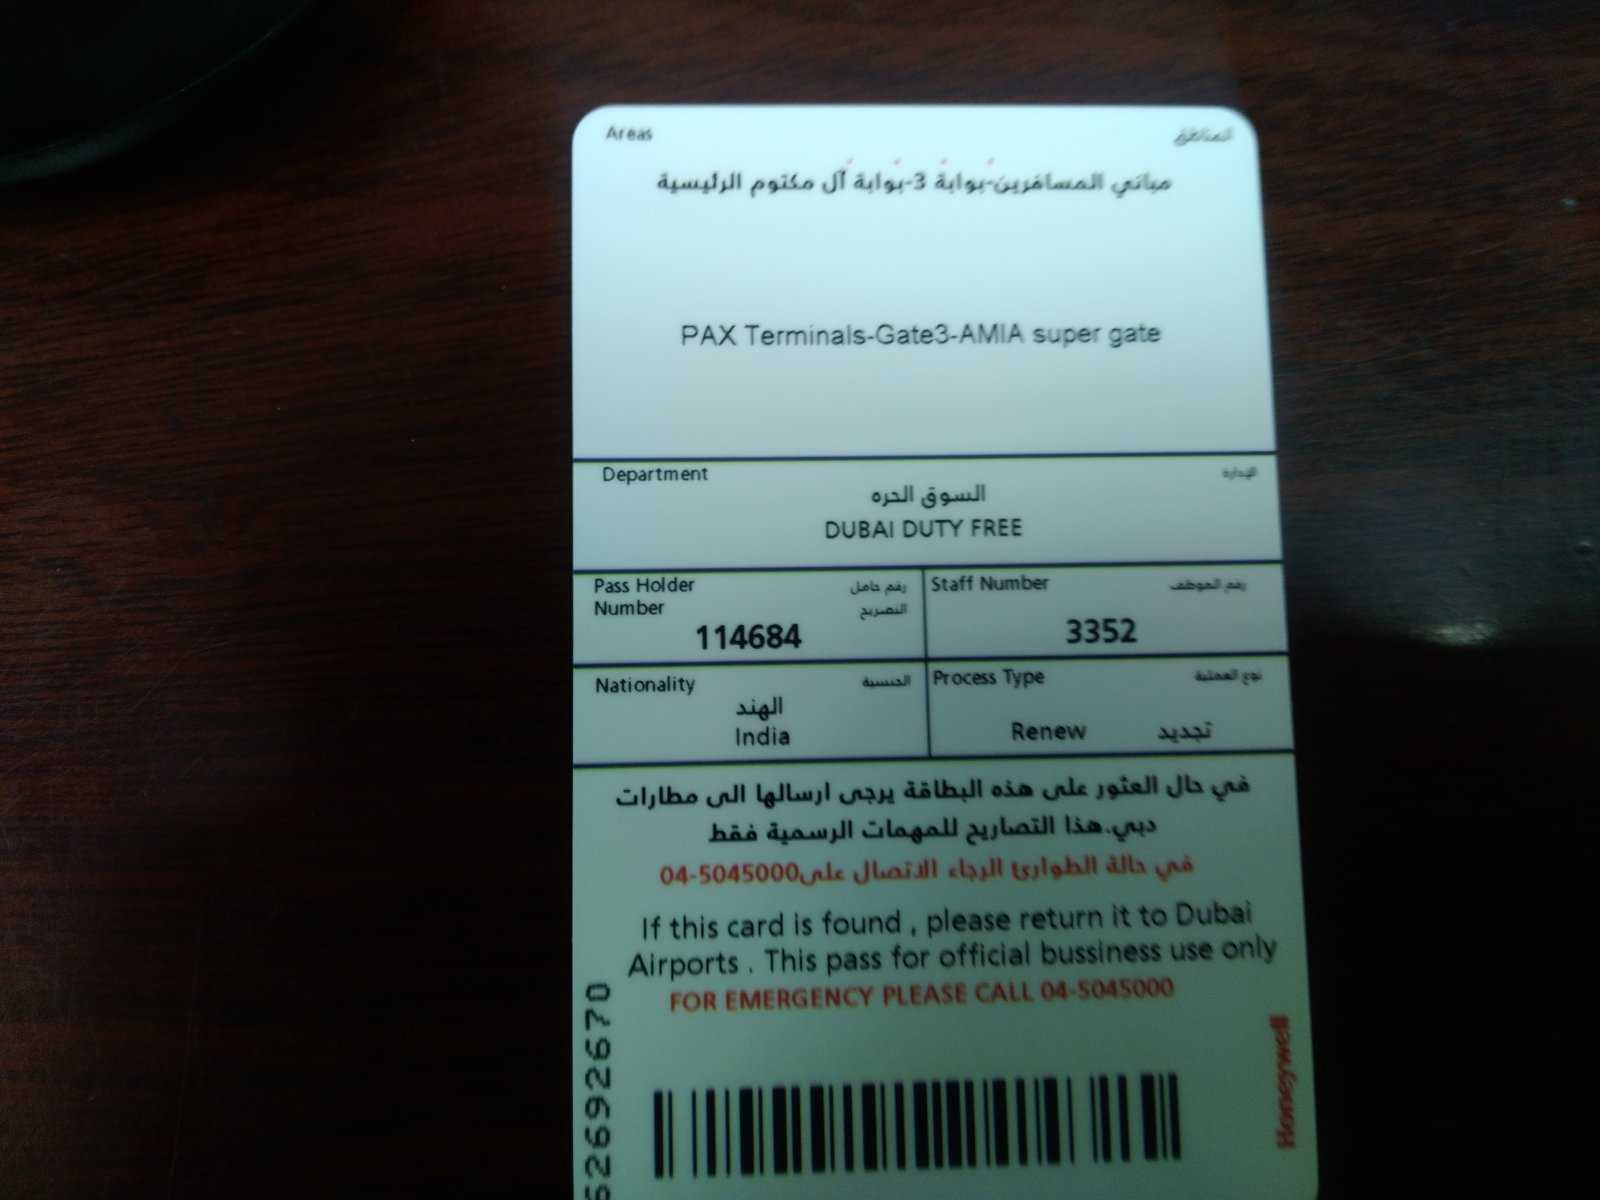 Areas المناطق
مباني المسافرين-بوابة 3-بوابة آل مكتوم الرئيسية
PAX Terminals-Gate3-AMIA super gate
Department الإدارة
السوق الحره
DUBAI DUTY FREE
Pass Holder رقم حامل
Number التصريح
114684
Staff Number رقم الموظف
3352
Nationality الجنسية
الهند
India
Process Type نوع العملية
Renew تجديد
في حال العثور على هذه البطاقة يرجى ارسالها الى مطارات
دبي.هذا التصاريح للمهمات الرسمية فقط
في حالة الطوارئ الرجاء الاتصال على04-5045000
If this card is found , please return it to Dubai
Airports . This pass for official bussiness use only
FOR EMERGENCY PLEASE CALL 04-5045000
62692670
Honeywell